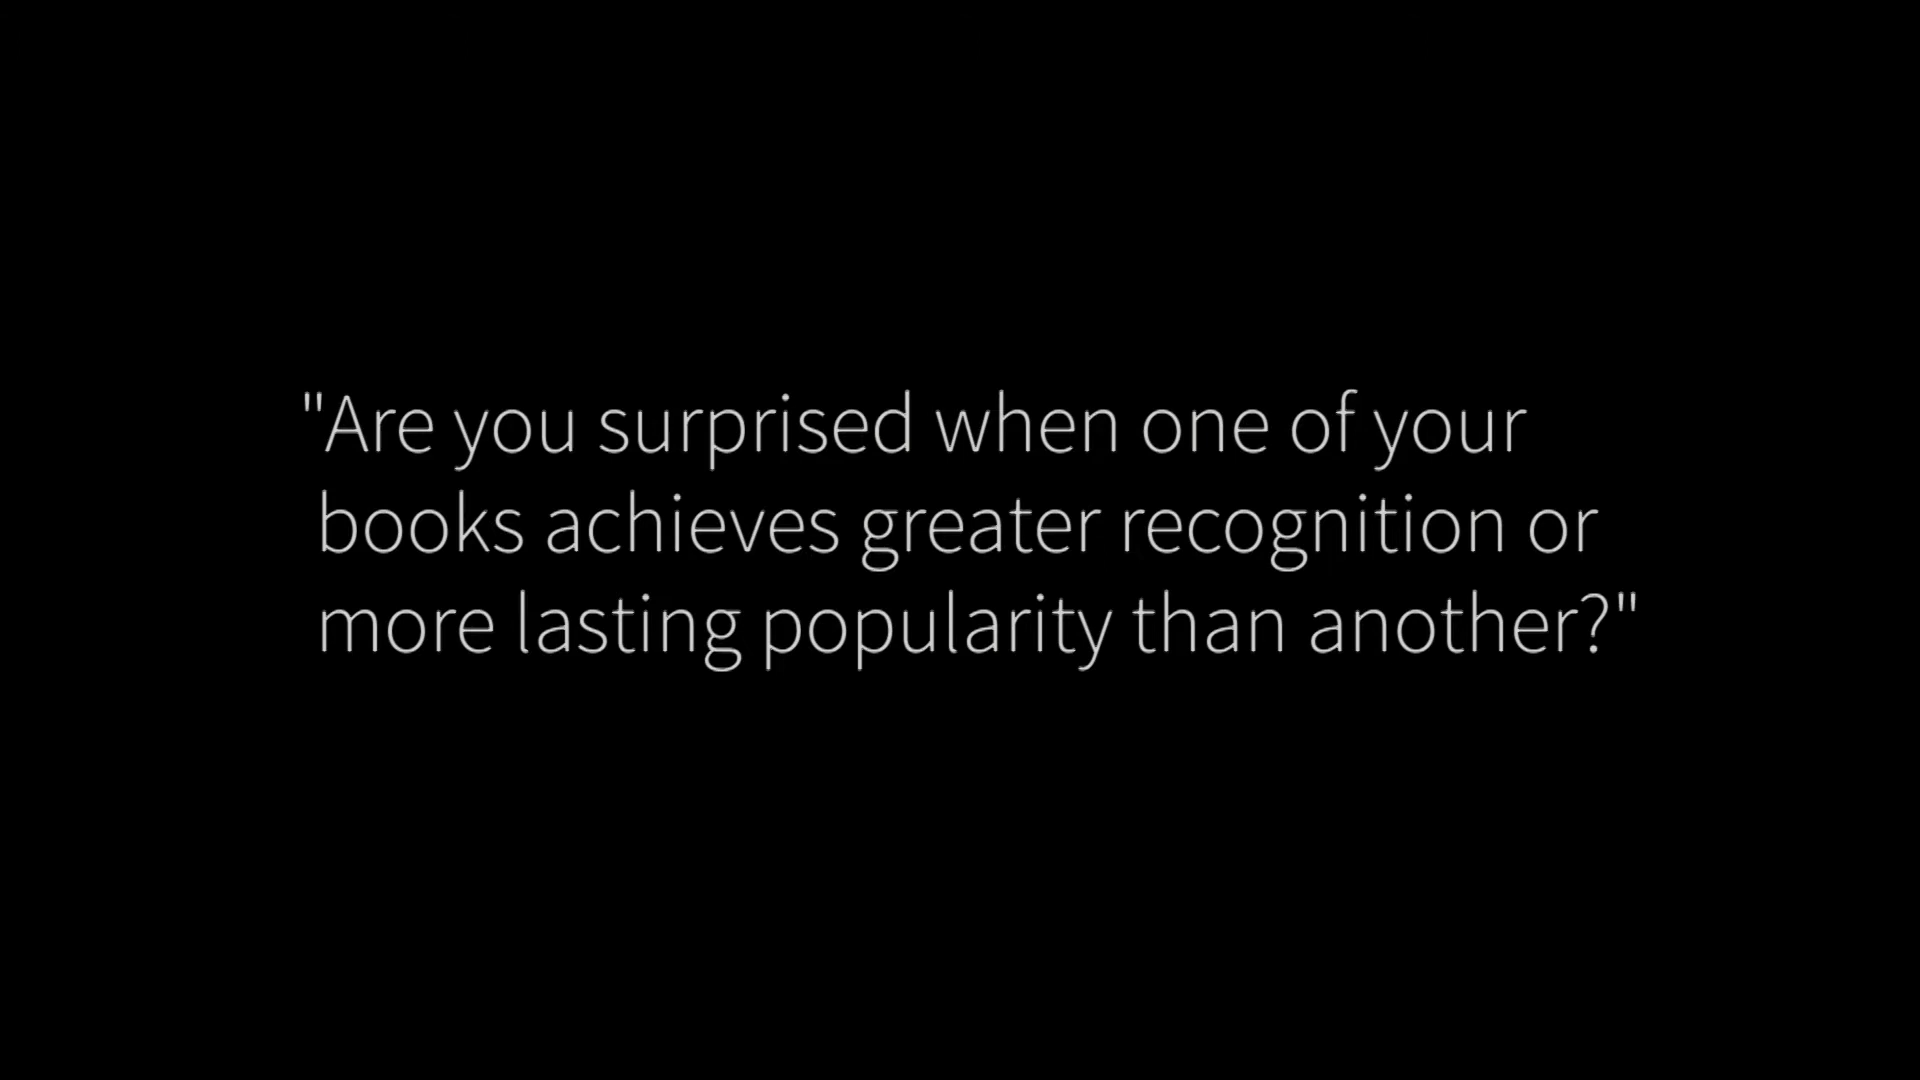 "Are you surprised when one of your
books achieves greater recognition or
more lasting popularity than another?"